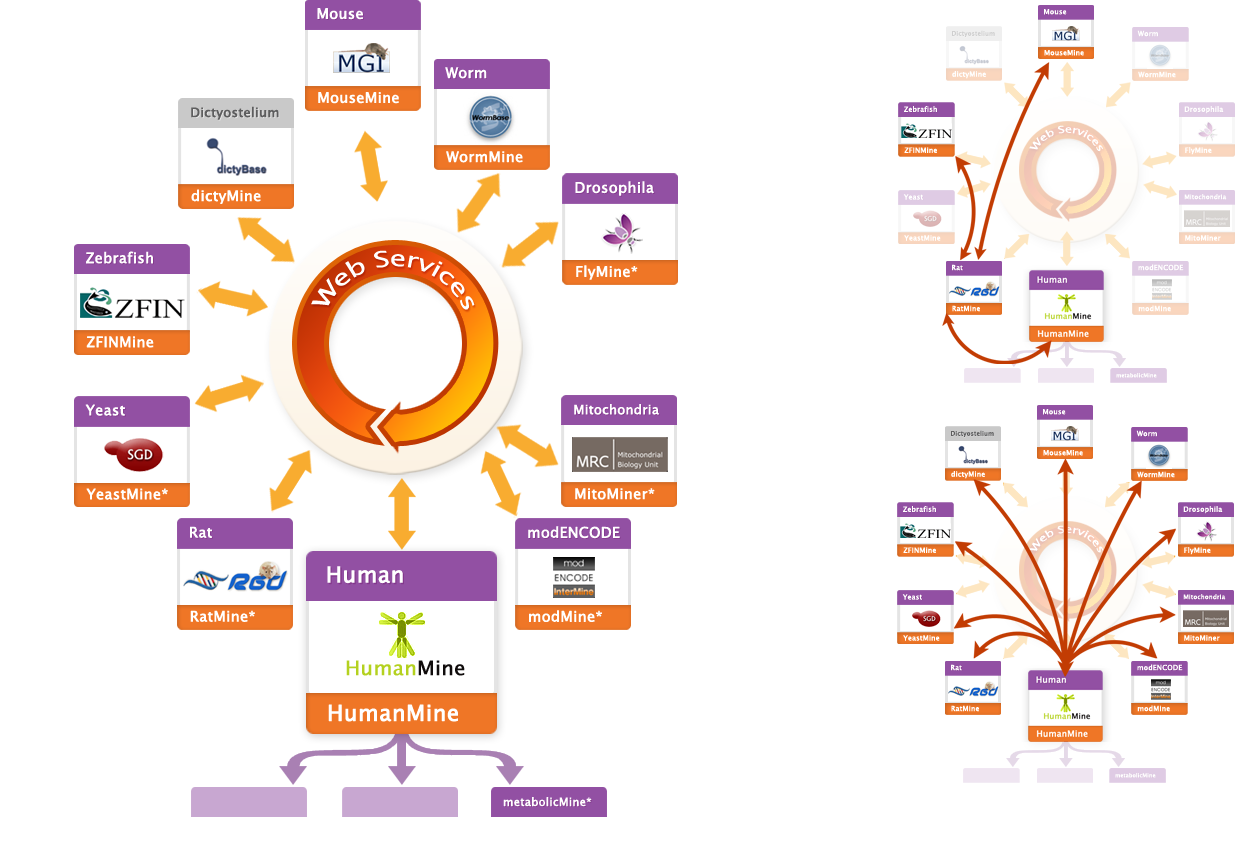 Mouse
MGI
MouseMine
Worm
WormBase
WormMine
Dictyostelium
dictyBase
dictyMine
Drosophila
FlyMine*
Zebrafish
ZFIN
ZFINMine
Web Services
Yeast
SGD
YeastMine*
Mitochondria
MRC Mitochondrial
Biology Unit
MitoMiner*
Rat
RGD
RatMine*
modENCODE
mod
ENCODE
InterMine
modMine*
Human
HumanMine
HumanMine
metabolicMine*
Mouse
MGI
MouseMine
Dictyostelium
dictyBase
dictyMine
Worm
WormMine
Zebrafish
ZFIN
ZFINMine
Drosophila
FlyMine
Web Services
Yeast
SGD
YeastMine
Mitochondria
MRC
MitoMiner
Rat
RGD
RatMine
Human
HumanMine
HumanMine
modENCODE
mod
ENCODE
modMine
metabolicMine
Mouse
MGI
MouseMine
Dictyostelium
dictyBase
dictyMine
Worm
WormMine
Zebrafish
ZFIN
ZFINMine
Drosophila
FlyMine
Web Services
Yeast
SGD
YeastMine
Mitochondria
MRC
MitoMiner
Rat
RGD
RatMine
Human
HumanMine
HumanMine
modENCODE
mod
ENCODE
modMine
metabolicMine